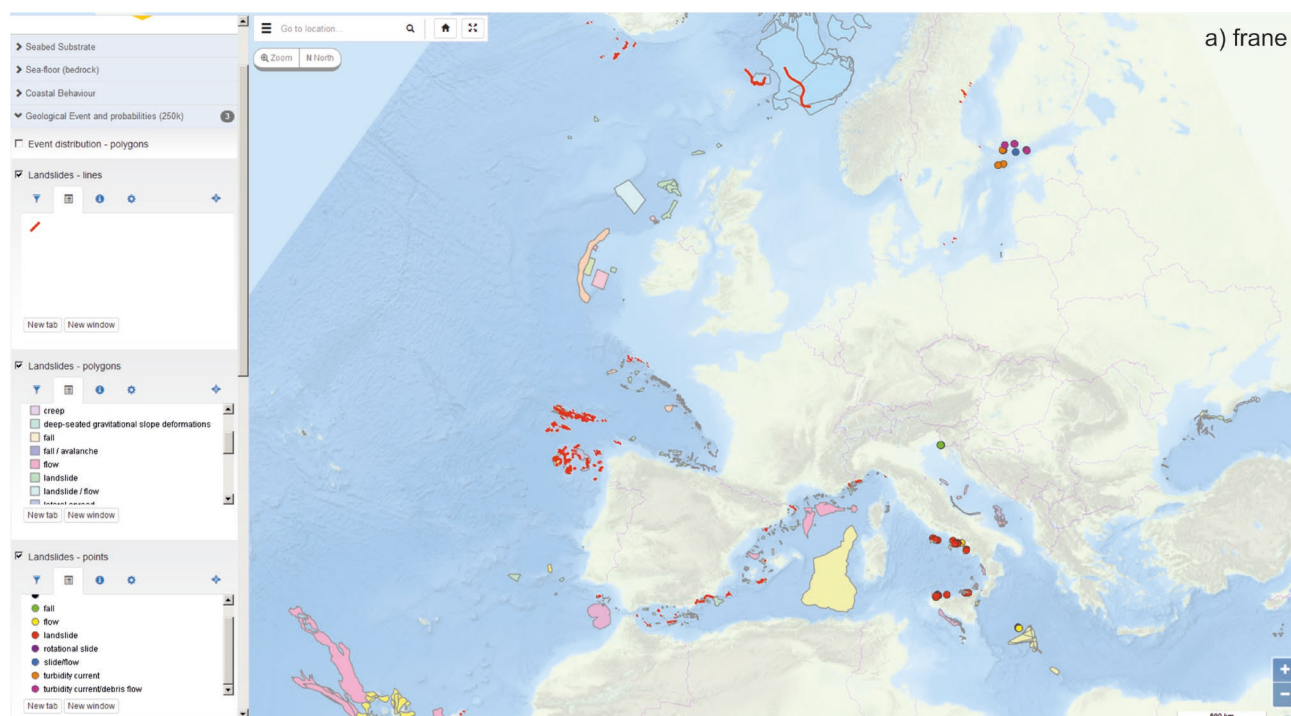 Go to location...
a) frane
Zoom
N North
Seabed Substrate
Sea-floor (bedrock)
Coastal Behaviour
Geological Event and probabilities (250k) 3
Event distribution - polygons
Landslides - lines
New tab New window
Landslides - polygons
creep
deep-seated gravitational slope deformations
fall
fall / avalanche
flow
landslide
landslide / flow
New tab New window
Landslides - points
fall
flow
landslide
rotational slide
slide/flow
turbidity current
turbidity current/debris flow
New tab New window